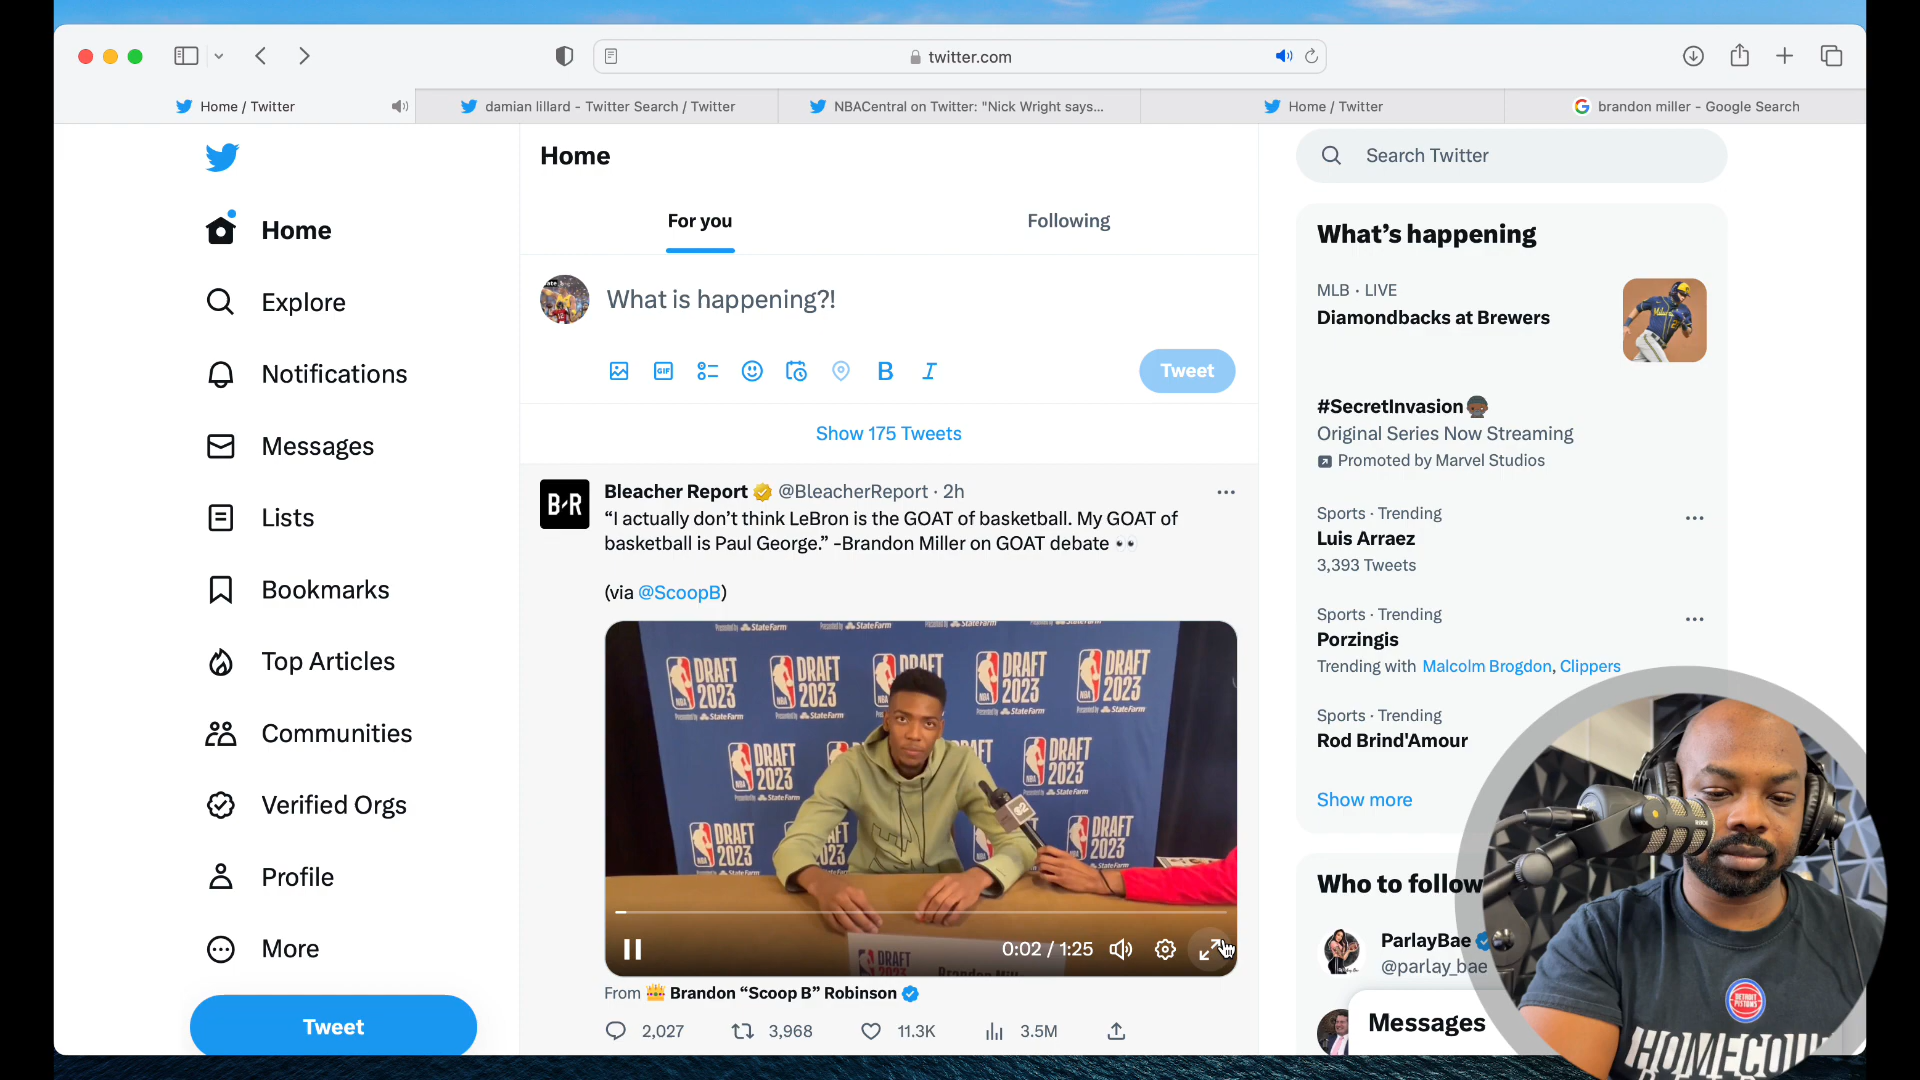 twitter.com
Home / Twitter
damian lillard - Twitter Search / Twitter
NBACentral on Twitter: "Nick Wright says...
Home / Twitter
brandon miller - Google Search
Home
Explore
Notifications
Messages
Lists
Bookmarks
Top Articles
Communities
Verified Orgs
Profile
More
Tweet
Home
For you
Following
What is happening?!
GIF
B I
Tweet
Show 175 Tweets
B/R
Bleacher Report @BleacherReport · 2h
“I actually don’t think LeBron is the GOAT of basketball. My GOAT of
basketball is Paul George.” -Brandon Miller on GOAT debate 👀
(via @ScoopB)
DRAFT
2023
Presented by StateFarm
0:02 / 1:25
From 👑 Brandon “Scoop B” Robinson
2,027
3,968
11.3K
3.5M
Search Twitter
What’s happening
MLB · LIVE
Diamondbacks at Brewers
#SecretInvasion
Original Series Now Streaming
Promoted by Marvel Studios
Sports · Trending
Luis Arraez
3,393 Tweets
Sports · Trending
Porzingis
Trending with Malcolm Brogdon, Clippers
Sports · Trending
Rod Brind'Amour
Show more
Who to follow
ParlayBae
@parlay_bae
Messages
DETROIT
PISTONS